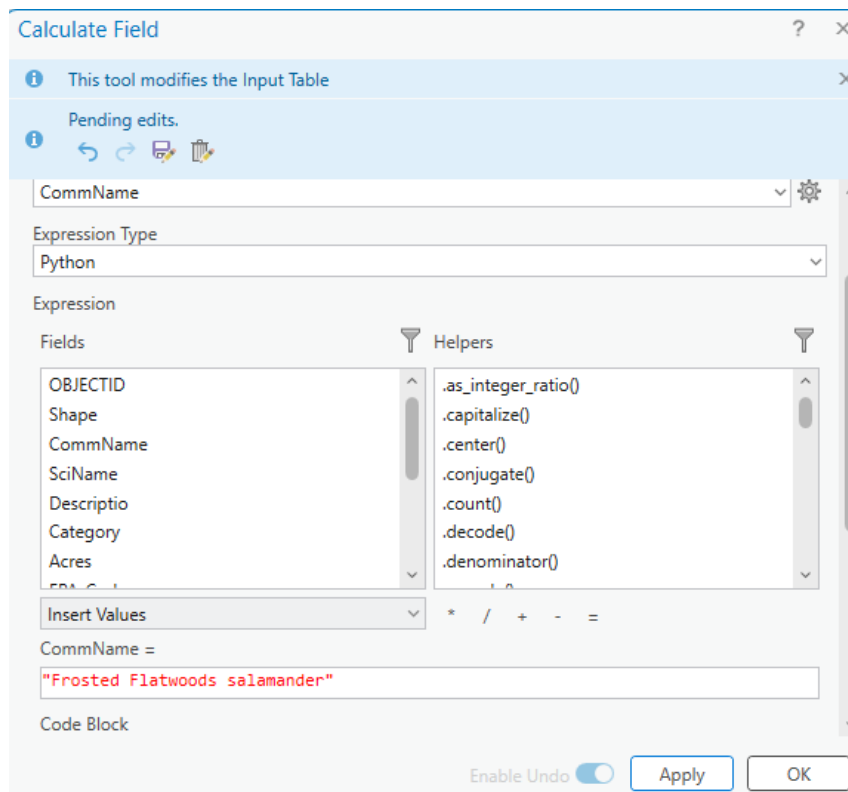 Calculate Field ?
This tool modifies the Input Table
Pending edits.
CommName
Expression Type
Python
Expression
Fields
Helpers
OBJECTID
Shape
CommName
SciName
Descriptio
Category
Acres
.as_integer_ratio()
.capitalize()
.center()
.conjugate()
.count()
.decode()
.denominator()
Insert Values
* / + - =
CommName =
"Frosted Flatwoods salamander"
Code Block
Enable Undo
Apply
OK